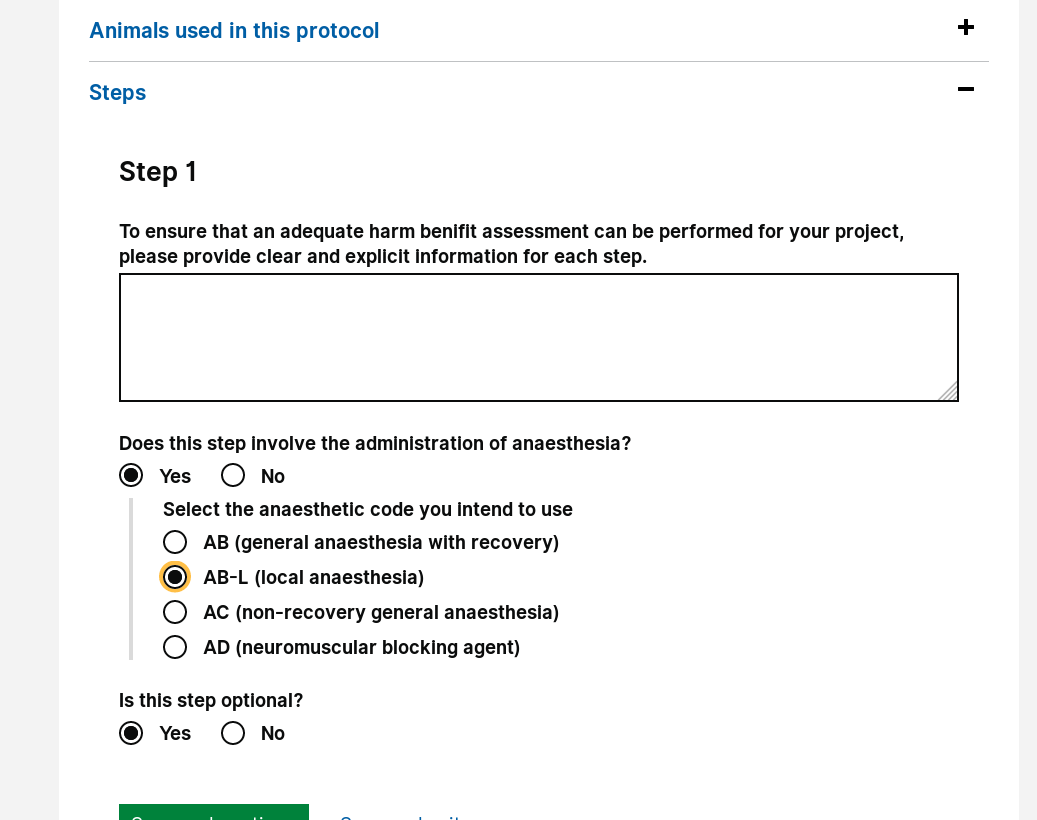 Animals used in this protocol
Steps
Step 1
To ensure that an adequate harm benifit assessment can be performed for your project,
please provide clear and explicit information for each step.
Does this step involve the administration of anaesthesia?
Yes No
Select the anaesthetic code you intend to use
AB (general anaesthesia with recovery)
AB-L (local anaesthesia)
AC (non-recovery general anaesthesia)
AD (neuromuscular blocking agent)
Is this step optional?
Yes No